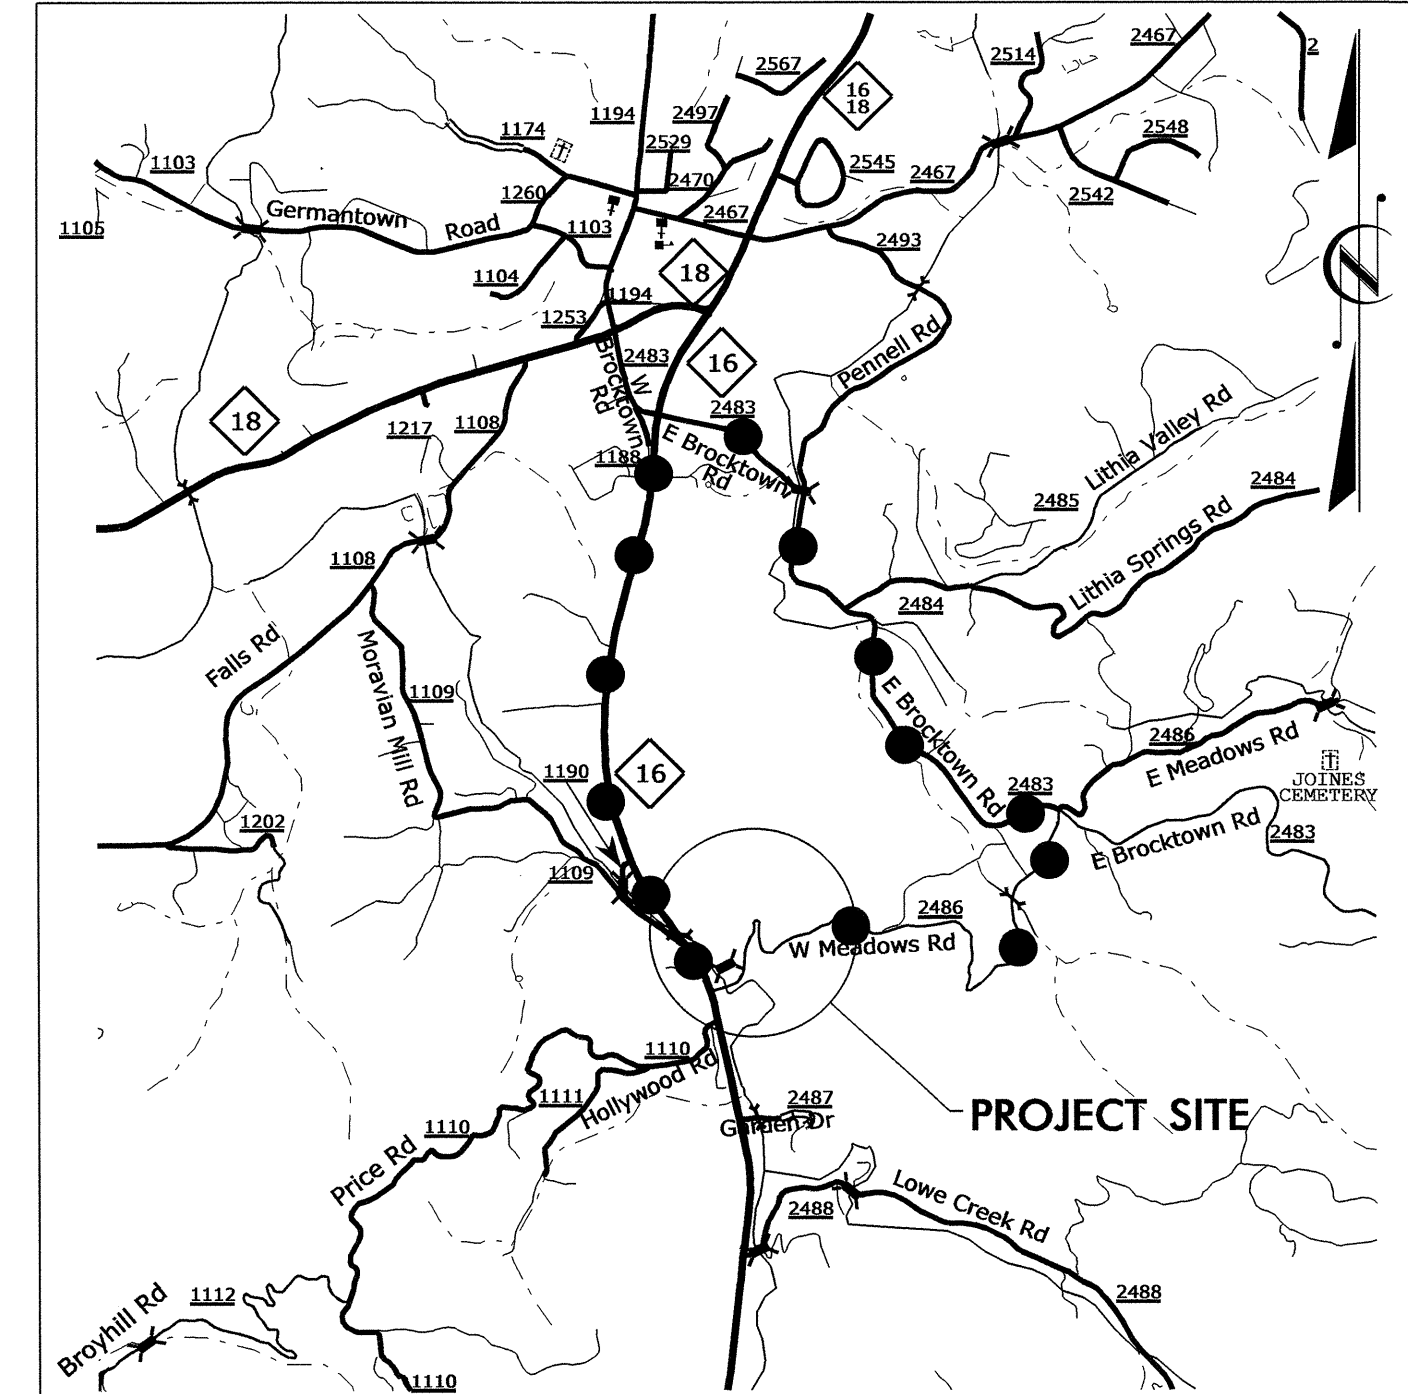 2514
2467
2
2567
16
18
1194
2497
1174
2529
2548
1103
2545
2467
2470
1260
2542
Germantown Road
2467
1105
1103
2493
18
1104
1194
1253
Pennell Rd
2483
16
W Brocktown Rd
2483
18
1217
1108
E Brocktown Rd
Lithia Valley Rd
1188
2484
2485
1108
Lithia Springs Rd
2484
Falls Rd
Moravian Mill Rd
1109
E Brocktown Rd
2486
E Meadows Rd
1190
16
2483
JOINES
CEMETERY
1202
2483
E Brocktown Rd
1109
2486
W Meadows Rd
1110
Hollywood Rd
1111
2487
Garden Dr
PROJECT SITE
1110
Price Rd
Lowe Creek Rd
2488
1112
2488
Broyhill Rd
1110